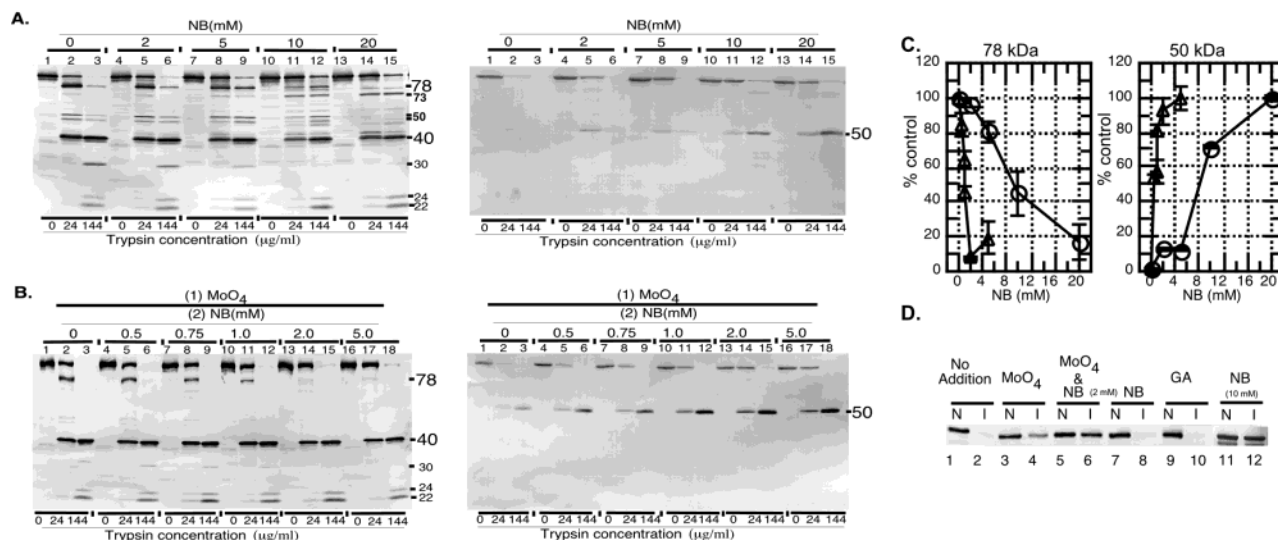 A.
NB(mM)
0 2 5 10 20
1 2 3 4 5 6 7 8 9 10 11 12 13 14 15
78
73
50
40
30
24
22
0 24 144 0 24 144 0 24 144 0 24 144 0 24 144
Trypsin concentration (µg/ml)
NB(mM)
0 2 5 10 20
1 2 3 4 5 6 7 8 9 10 11 12 13 14 15
50
0 24 144 0 24 144 0 24 144 0 24 144 0 24 144
Trypsin concentration (µg/ml)
B.
(1) MoO4
(2) NB(mM)
0 0.5 0.75 1.0 2.0 5.0
1 2 3 4 5 6 7 8 9 10 11 12 13 14 15 16 17 18
78
40
30
24
22
0 24 144 0 24 144 0 24 144 0 24 144 0 24 144 0 24 144
Trypsin concentration (µg/ml)
(1) MoO4
(2) NB(mM)
0 0.5 0.75 1.0 2.0 5.0
1 2 3 4 5 6 7 8 9 10 11 12 13 14 15 16 17 18
50
0 24 144 0 24 144 0 24 144 0 24 144 0 24 144 0 24 144
Trypsin concentration (µg/ml)
C.
78 kDa
% control
120
100
80
60
40
20
0
0 4 8 12 16 20
NB (mM)
50 kDa
% control
120
100
80
60
40
20
0
0 4 8 12 16 20
NB (mM)
D.
No Addition
MoO4
MoO4 & NB (2 mM)
NB
GA
NB (10 mM)
N I N I N I N I N I N I
1 2 3 4 5 6 7 8 9 10 11 12